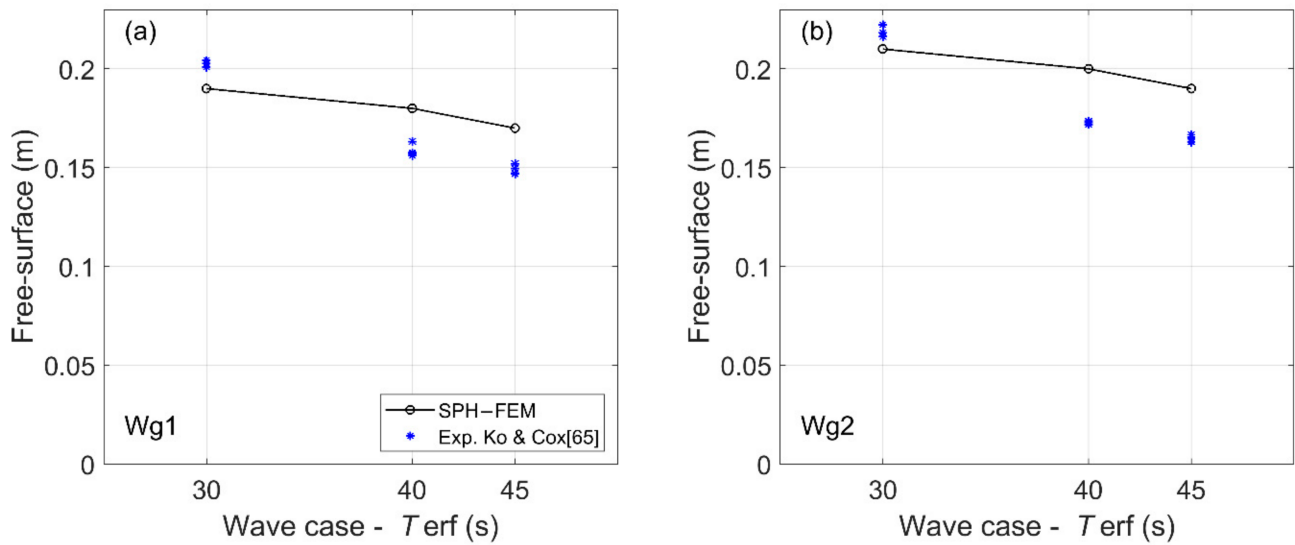 (a)
0.2
0.15
0.1
0.05
0
Free-surface (m)
Wg1
SPH−FEM
Exp. Ko & Cox[65]
30 40 45
Wave case - T erf (s)
(b)
0.2
0.15
0.1
0.05
0
Free-surface (m)
Wg2
30 40 45
Wave case - T erf (s)